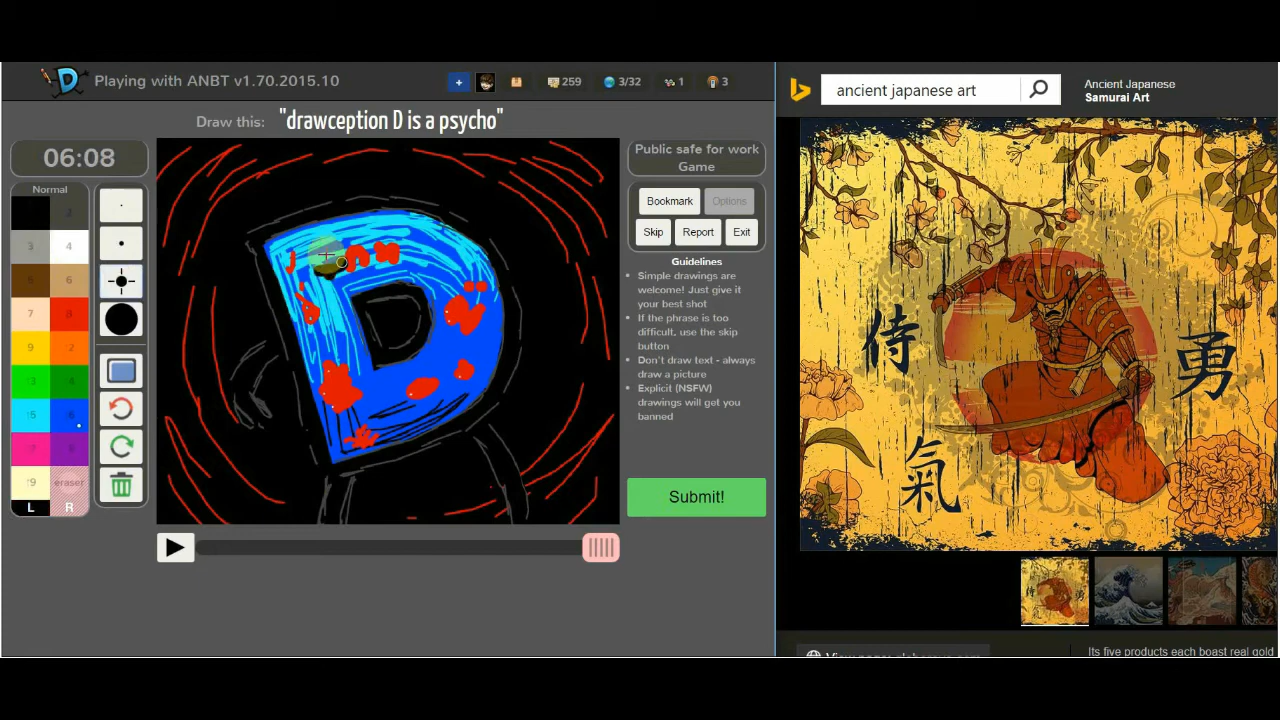 D
Playing with ANBT v1.70.2015.10
+
259
3/32
1
3
Draw this: "drawception D is a psycho"
06:08
Normal
3 4
5 6
7 8
9
L R
eraser
Public safe for work
Game
Bookmark Options
Skip Report Exit
Guidelines
Simple drawings are
welcome! Just give it
your best shot
If the phrase is too
difficult, use the skip
button
Don't draw text - always
draw a picture
Explicit (NSFW)
drawings will get you
banned
Submit!
D
ancient japanese art
Ancient Japanese
Samurai Art
侍
勇
氣
Its five products each boast real gold